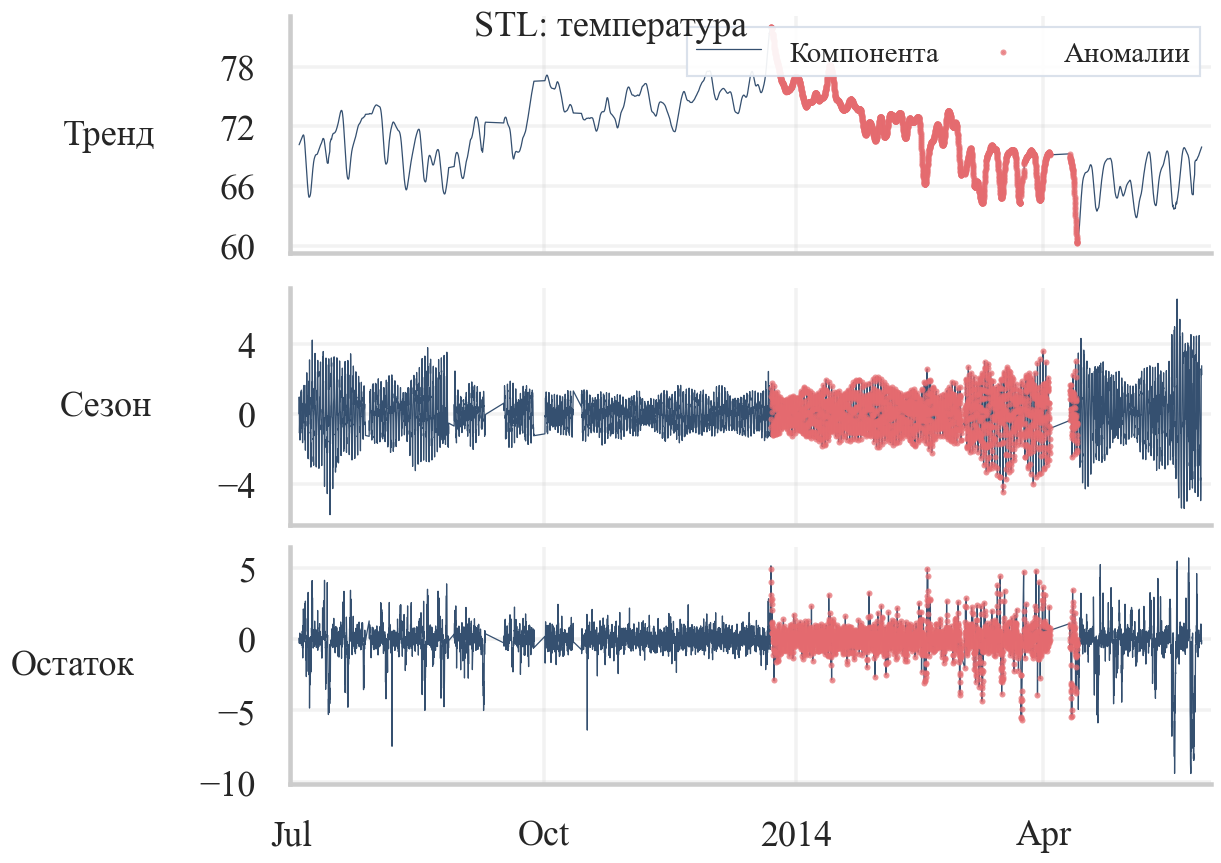 STL: температура
Компонента
Аномалии
Тренд
78
72
66
60
Сезон
4
0
−4
Остаток
5
0
−5
−10
Jul
Oct
2014
Apr